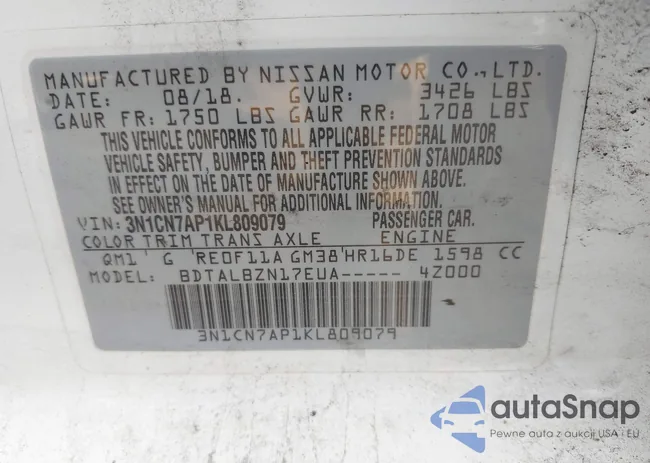 MANUFACTURED BY NISSAN MOTOR CO.,LTD.
DATE: 08/18. GVWR: 3426 LBS
GAWR FR: 1750 LBS GAWR RR: 1708 LBS
THIS VEHICLE CONFORMS TO ALL APPLICABLE FEDERAL MOTOR
VEHICLE SAFETY, BUMPER AND THEFT PREVENTION STANDARDS
IN EFFECT ON THE DATE OF MANUFACTURE SHOWN ABOVE.
SEE OWNER'S MANUAL FOR ADDITIONAL INFORMATION.
VIN: 3N1CN7AP1KL809079 PASSENGER CAR.
COLOR TRIM TRANS AXLE ENGINE
QM1 G RE0F11A GM38 HR16DE 1598 CC
MODEL: BDTALBZN17EUA----- 4Z000
3N1CN7AP1KL809079
autoSnap
Pewne auta z aukcji USA i EU